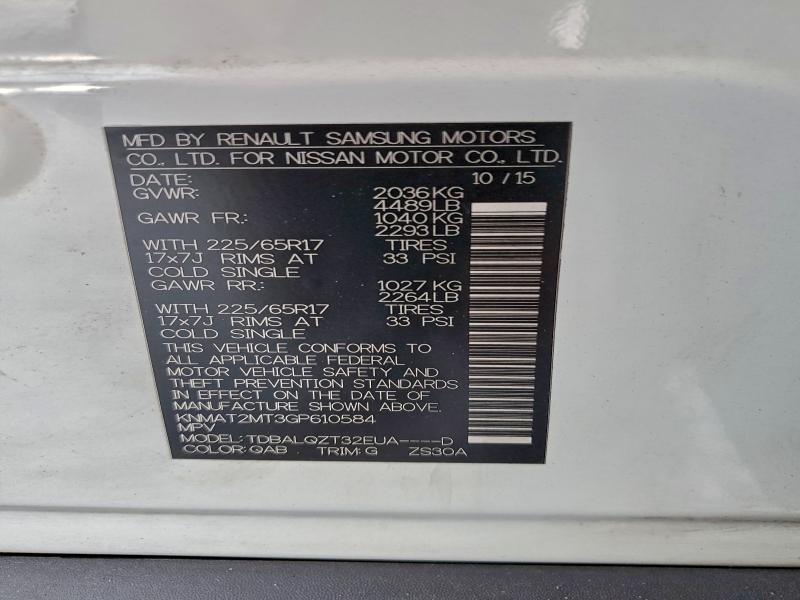 MFD BY RENAULT SAMSUNG MOTORS
CO., LTD. FOR NISSAN MOTOR CO., LTD.
DATE: 10 / 15
GVWR: 2036KG
4489LB
GAWR FR.: 1040 KG
2293 LB
WITH 225/65R17 TIRES
17x7J RIMS AT 33 PSI
COLD SINGLE
GAWR RR.: 1027 KG
2264LB
WITH 225/65R17 TIRES
17x7J RIMS AT 33 PSI
COLD SINGLE
THIS VEHICLE CONFORMS TO
ALL APPLICABLE FEDERAL
MOTOR VEHICLE SAFETY AND
THEFT PREVENTION STANDARDS
IN EFFECT ON THE DATE OF
MANUFACTURE SHOWN ABOVE.
KNMAT2MT3GP610584
MPV
MODEL: TDBALQZT32EUA----D
COLOR: QAB TRIM: G ZS30A